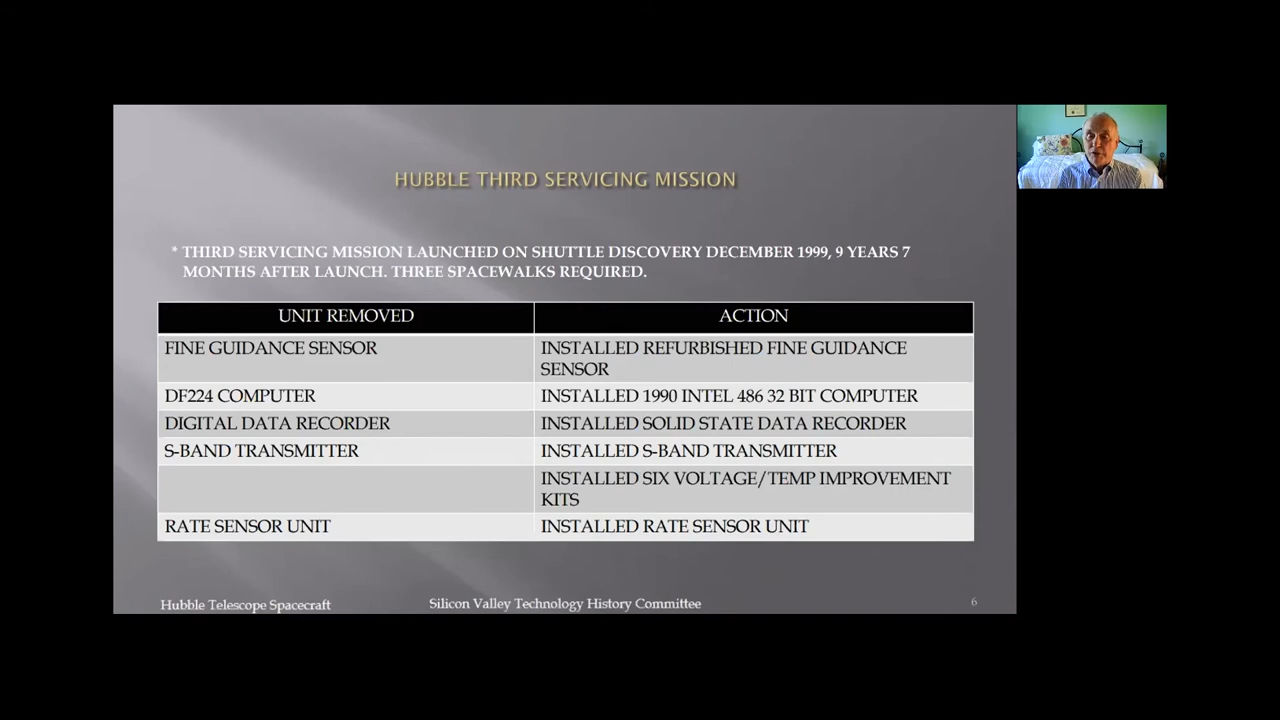 HUBBLE THIRD SERVICING MISSION
* THIRD SERVICING MISSION LAUNCHED ON SHUTTLE DISCOVERY DECEMBER 1999, 9 YEARS 7
MONTHS AFTER LAUNCH. THREE SPACEWALKS REQUIRED.
UNIT REMOVED ACTION
FINE GUIDANCE SENSOR INSTALLED REFURBISHED FINE GUIDANCE
SENSOR
DF224 COMPUTER INSTALLED 1990 INTEL 486 32 BIT COMPUTER
DIGITAL DATA RECORDER INSTALLED SOLID STATE DATA RECORDER
S-BAND TRANSMITTER INSTALLED S-BAND TRANSMITTER
INSTALLED SIX VOLTAGE/TEMP IMPROVEMENT
KITS
RATE SENSOR UNIT INSTALLED RATE SENSOR UNIT
Hubble Telescope Spacecraft Silicon Valley Technology History Committee 6